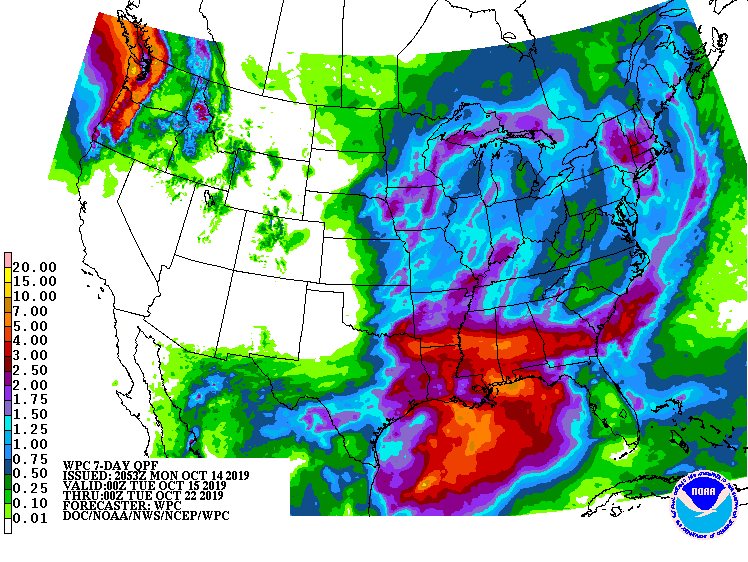 20.00
15.00
10.00
7.00
5.00
4.00
3.00
2.50
2.00
1.75
1.50
1.25
1.00
0.75
0.50
0.25
0.10
0.01
WPC 7-DAY QPF
ISSUED: 2053Z MON OCT 14 2019
VALID:00Z TUE OCT 15 2019
THRU:00Z TUE OCT 22 2019
FORECASTER: WPC
DOC/NOAA/NWS/NCEP/WPC
NOAA